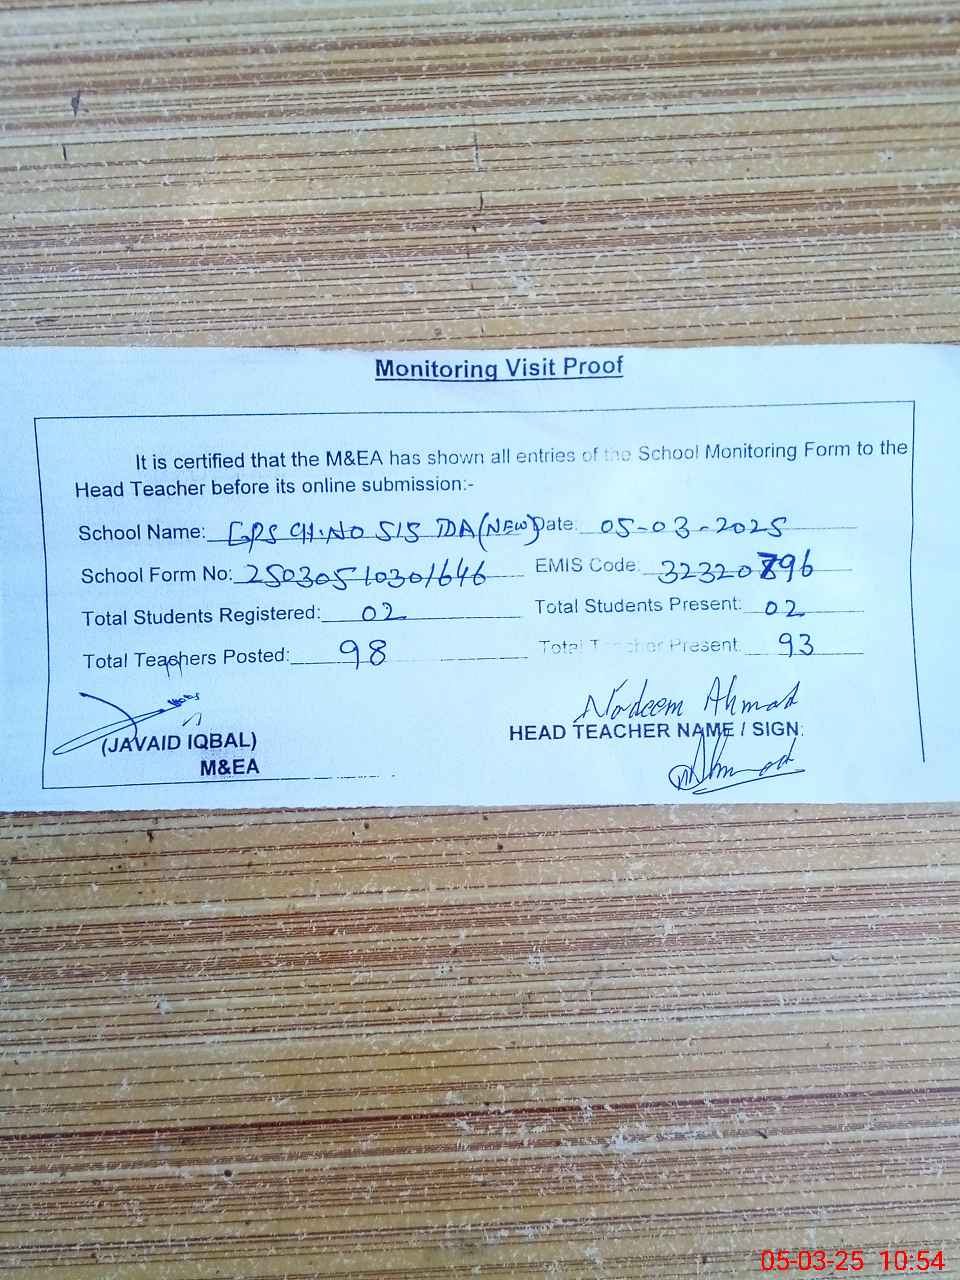 Monitoring Visit Proof
It is certified that the M&EA has shown all entries of the School Monitoring Form to the
Head Teacher before its online submission:-
School Name: GPS CH.NO 515 TDA (NEW) Date: 05-03-2025
School Form No: 25030510301646 EMIS Code: 32320796
Total Students Registered: 02 Total Students Present: 02
Total Teachers Posted: 98 Total Teacher Present: 93
Nadeem Ahmad
(JAVAID IQBAL) HEAD TEACHER NAME / SIGN:
M&EA Ahmad
05-03-25 10:54